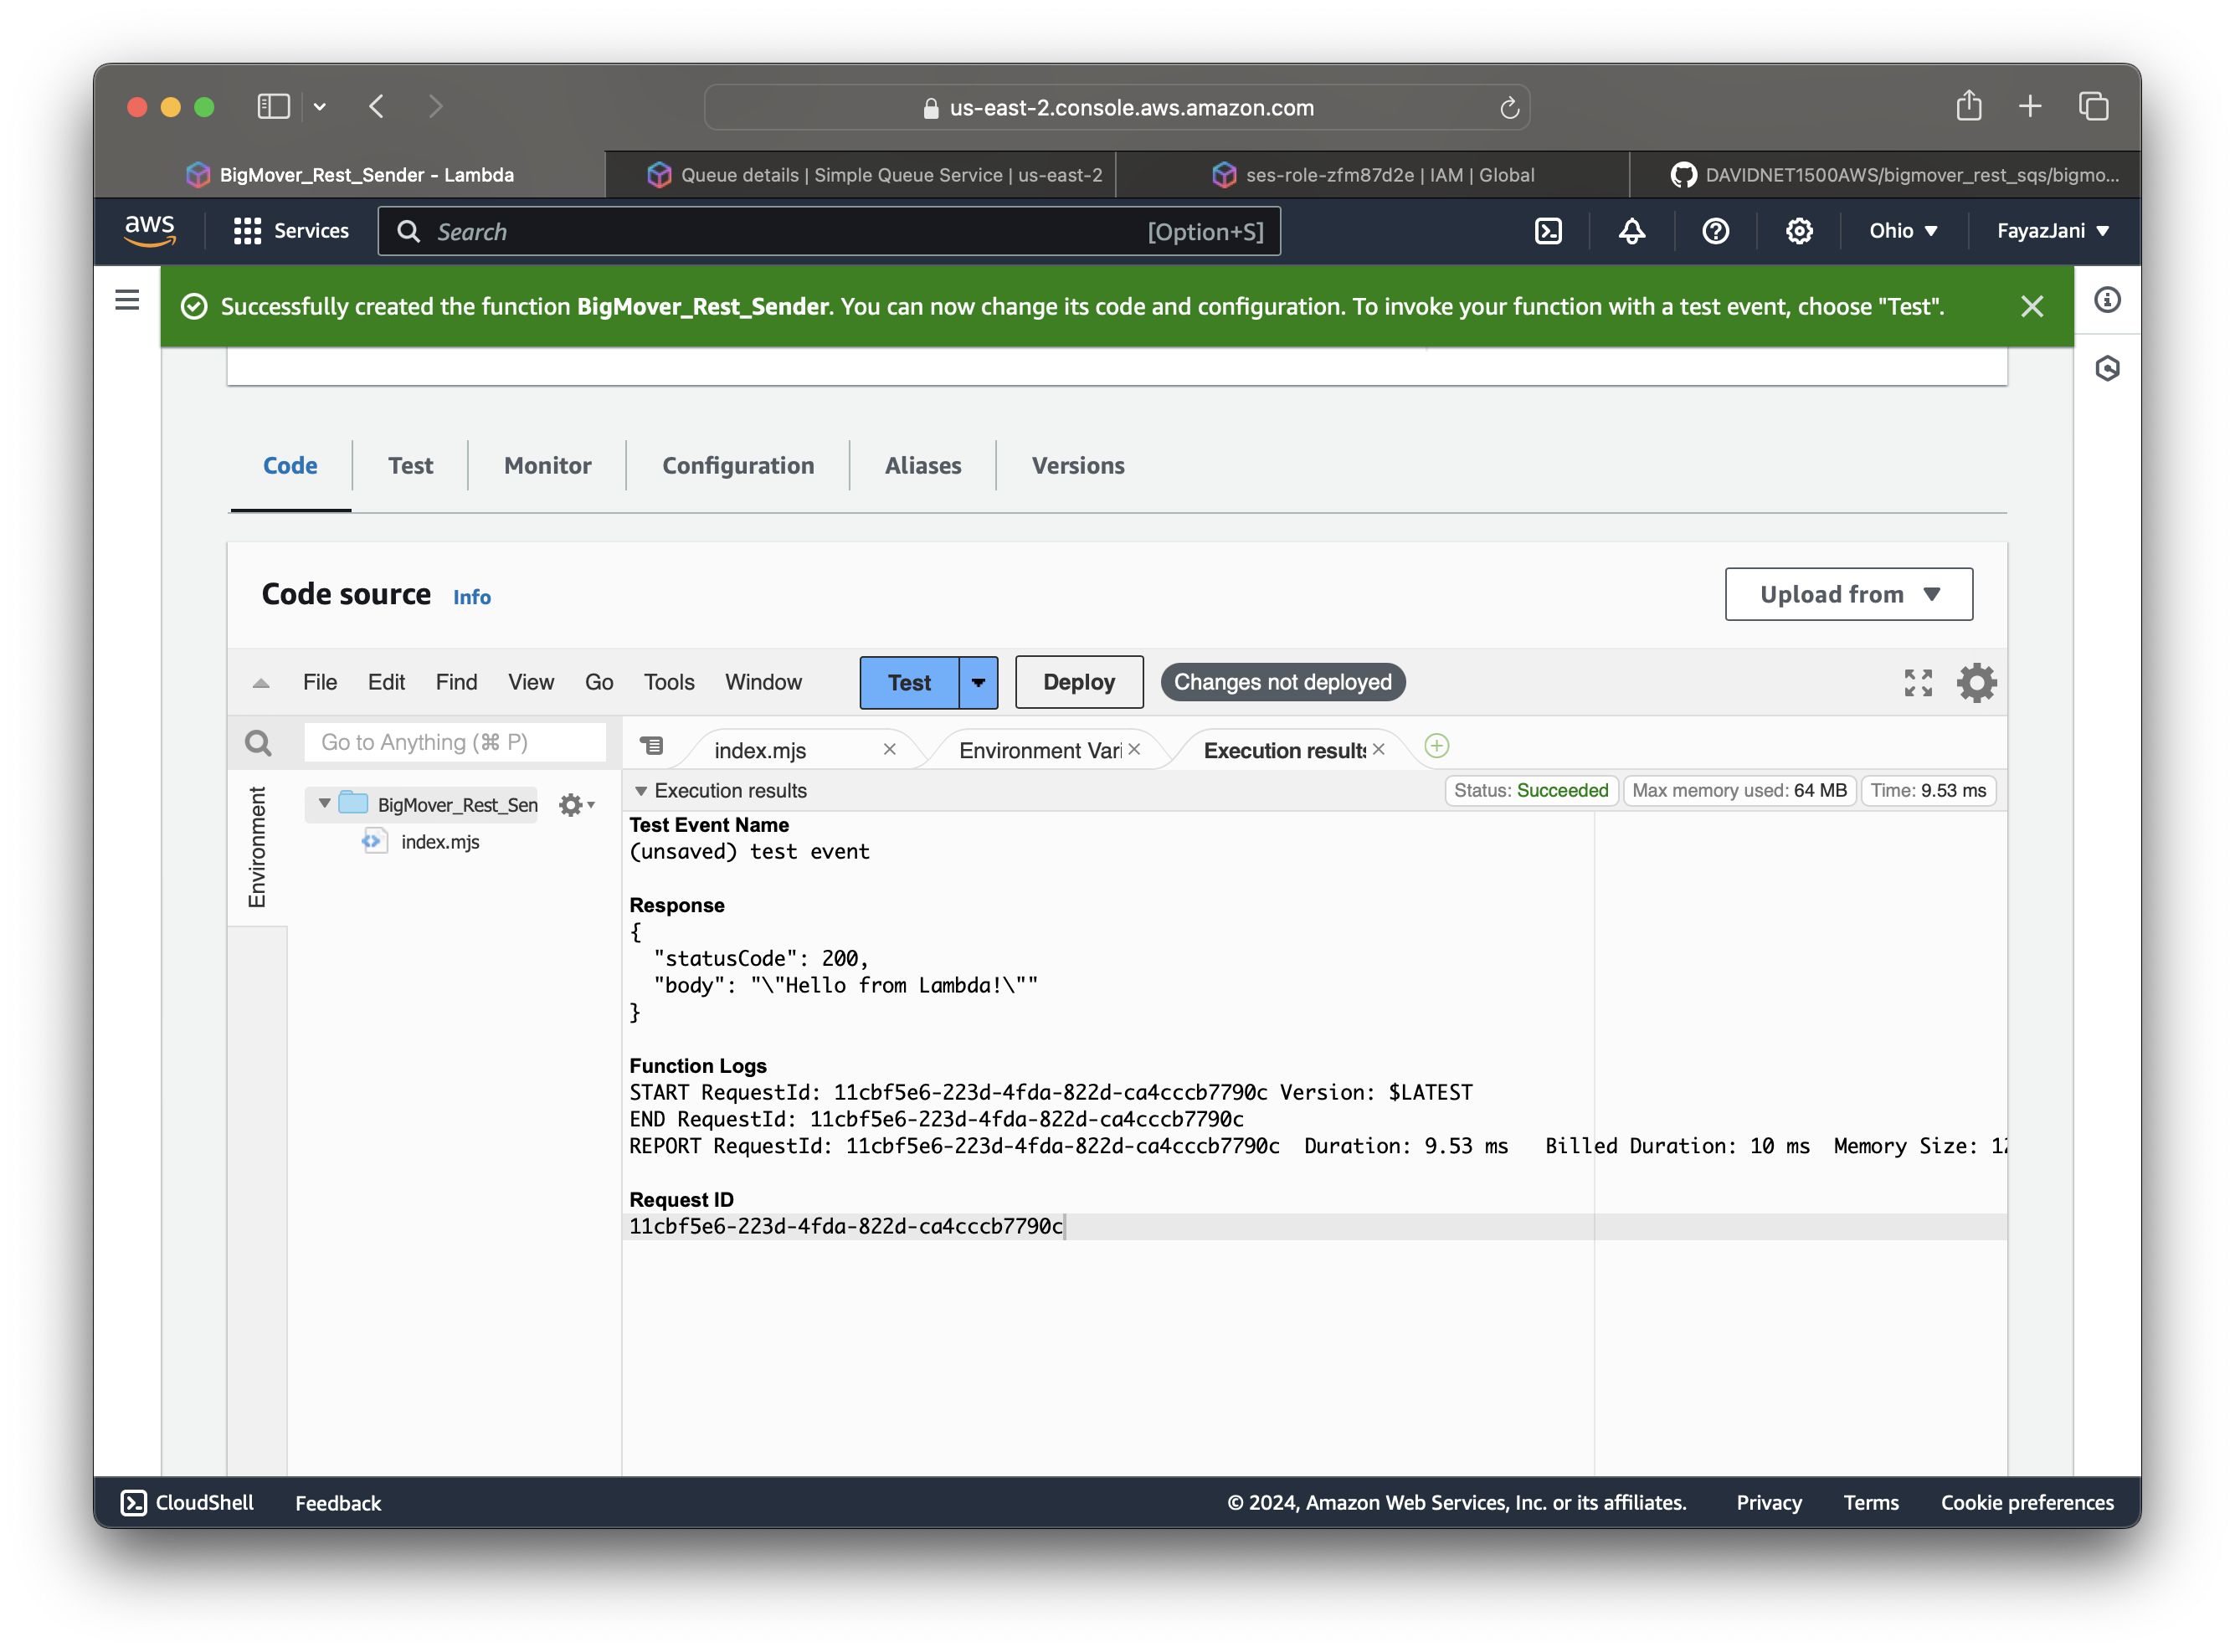 us-east-2.console.aws.amazon.com
BigMover_Rest_Sender - Lambda
Queue details | Simple Queue Service | us-east-2
ses-role-zfm87d2e | IAM | Global
DAVIDNET1500AWS/bigmover_rest_sqs/bigmo...
aws
Services
Search
[Option+S]
Ohio
FayazJani
Successfully created the function BigMover_Rest_Sender. You can now change its code and configuration. To invoke your function with a test event, choose "Test".
Code
Test
Monitor
Configuration
Aliases
Versions
Code source
Info
Upload from
File
Edit
Find
View
Go
Tools
Window
Test
Deploy
Changes not deployed
Go to Anything (⌘ P)
index.mjs
Environment Vari
Execution results
Environment
BigMover_Rest_Sen
index.mjs
Execution results
Status: Succeeded
Max memory used: 64 MB
Time: 9.53 ms
Test Event Name
(unsaved) test event
Response
{
"statusCode": 200,
"body": "\"Hello from Lambda!\""
}
Function Logs
START RequestId: 11cbf5e6-223d-4fda-822d-ca4cccb7790c Version: $LATEST
END RequestId: 11cbf5e6-223d-4fda-822d-ca4cccb7790c
REPORT RequestId: 11cbf5e6-223d-4fda-822d-ca4cccb7790c Duration: 9.53 ms Billed Duration: 10 ms Memory Size: 12
Request ID
11cbf5e6-223d-4fda-822d-ca4cccb7790c
CloudShell
Feedback
© 2024, Amazon Web Services, Inc. or its affiliates.
Privacy
Terms
Cookie preferences